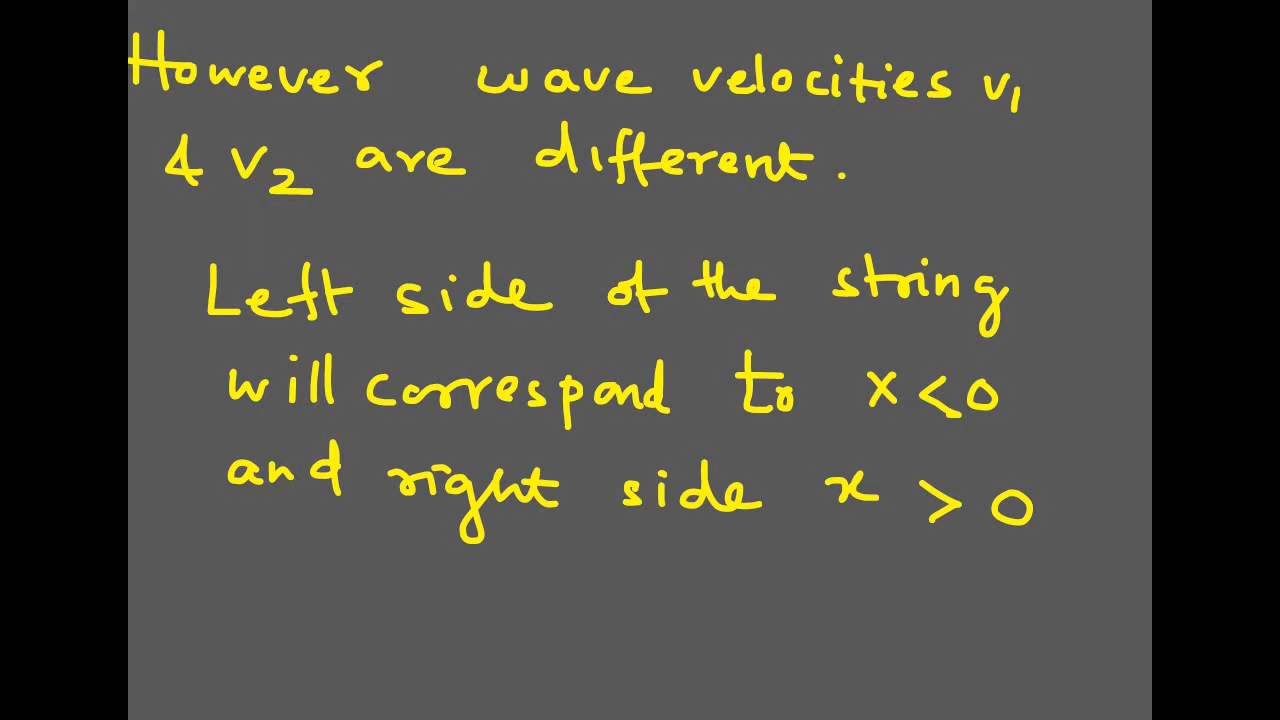 However wave velocities v₁
& v₂ are different.
Left side of the string
will correspond to x < 0
and right side x > 0